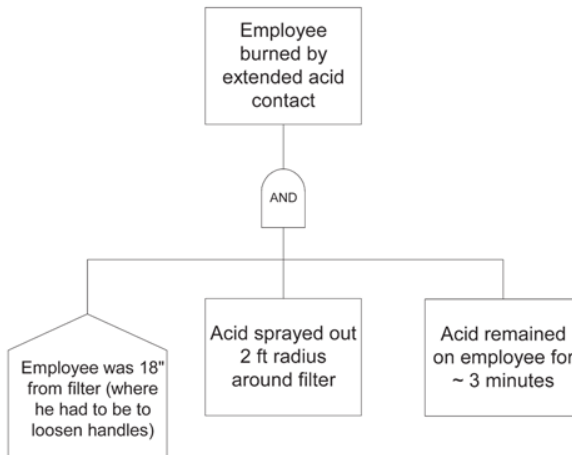 Employee
burned by
extended acid
contact
AND
Employee was 18"
from filter (where
he had to be to
loosen handles)
Acid sprayed out
2 ft radius
around filter
Acid remained
on employee for
~ 3 minutes